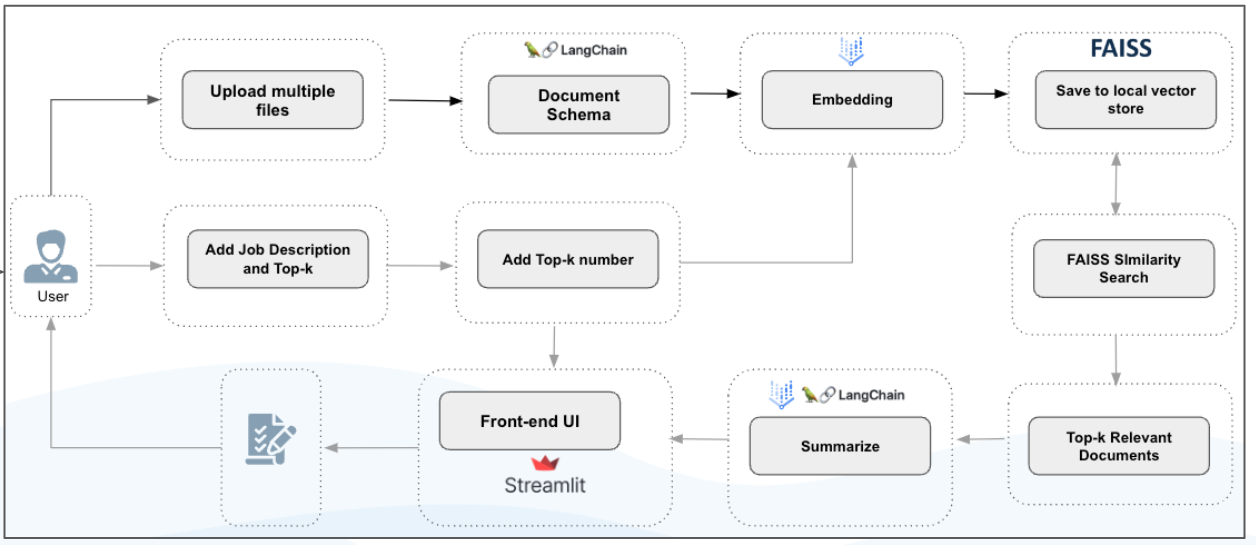 LangChain
FAISS
Upload multiple
files
Document
Schema
Embedding
Save to local vector
store
User
Add Job Description
and Top-k
Add Top-k number
FAISS SImilarity
Search
Front-end UI
Streamlit
LangChain
Summarize
Top-k Relevant
Documents